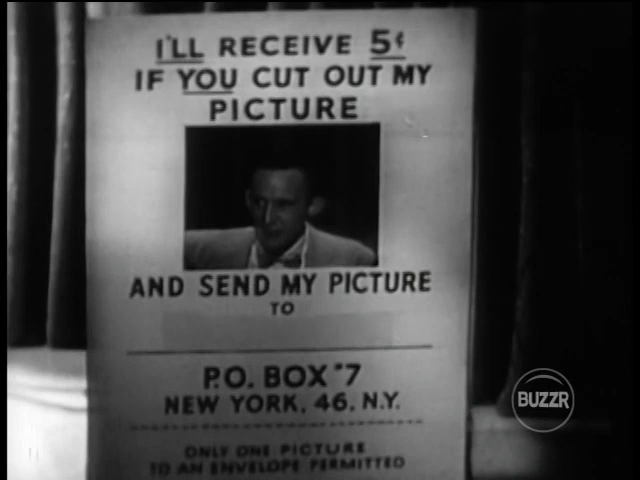 I'LL RECEIVE 5¢
IF YOU CUT OUT MY
PICTURE
AND SEND MY PICTURE
TO
P.O. BOX "7
NEW YORK, 46, N.Y.
ONLY ONE PICTURE
TO AN ENVELOPE PERMITTED
BUZZR